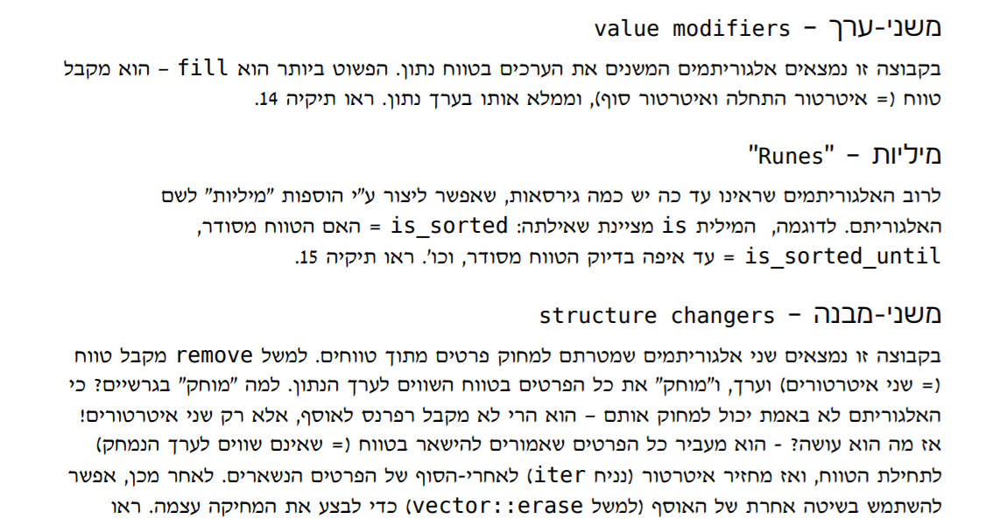 משני-ערך – value modifiers
בקבוצה זו נמצאים אלגוריתמים המשנים את הערכים בטווח נתון. הפשוט ביותר הוא fill – הוא מקבל
טווח (= איטרטור התחלה ואיטרטור סוף), וממלא אותו בערך נתון. ראו תיקיה 14.
מיליות – "Runes"
לרוב האלגוריתמים שראינו עד כה יש כמה גירסאות, שאפשר ליצור ע"י הוספות "מיליות" לשם
האלגוריתם. לדוגמה, המילית is מציינת שאילתה: is_sorted = האם הטווח מסודר,
is_sorted_until = עד איפה בדיוק הטווח מסודר, וכו'. ראו תיקיה 15.
משני-מבנה – structure changers
בקבוצה זו נמצאים שני אלגוריתמים שמטרתם למחוק פרטים מתוך טווחים. למשל remove מקבל טווח
(= שני איטרטורים) וערך, ו"מוחק" את כל הפרטים בטווח השווים לערך הנתון. למה "מוחק" בגרשיים? כי
האלגוריתם לא באמת יכול למחוק אותם – הוא הרי לא מקבל רפרנס לאוסף, אלא רק שני איטרטורים!
אז מה הוא עושה? - הוא מעביר כל הפרטים שאמורים להישאר בטווח (= שאינם שווים לערך הנמחק)
לתחילת הטווח, ואז מחזיר איטרטור (נניח iter) לאחרי-הסוף של הפרטים הנשארים. לאחר מכן, אפשר
להשתמש בשיטה אחרת של האוסף (למשל vector::erase) כדי לבצע את המחיקה עצמה. ראו